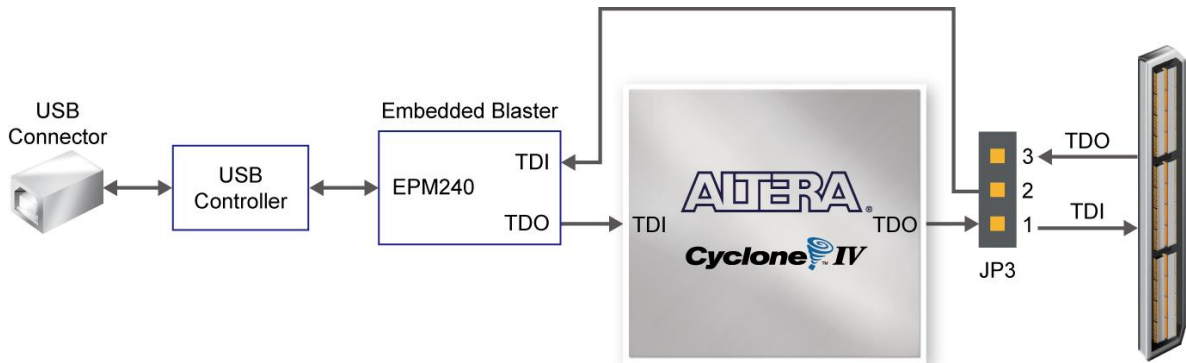 USB
Connector
USB
Controller
Embedded Blaster
TDI
EPM240
TDO
TDI
ALTERA®
Cyclone™ IV
TDO
3
2
1
JP3
TDO
TDI